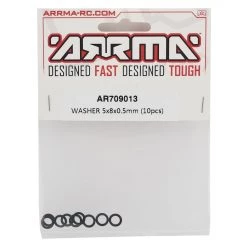 ARRMA-RC.COM
ARRMA
DESIGNED FAST DESIGNED TOUGH
AR709013
WASHER 5x8x0.5mm (10pcs)